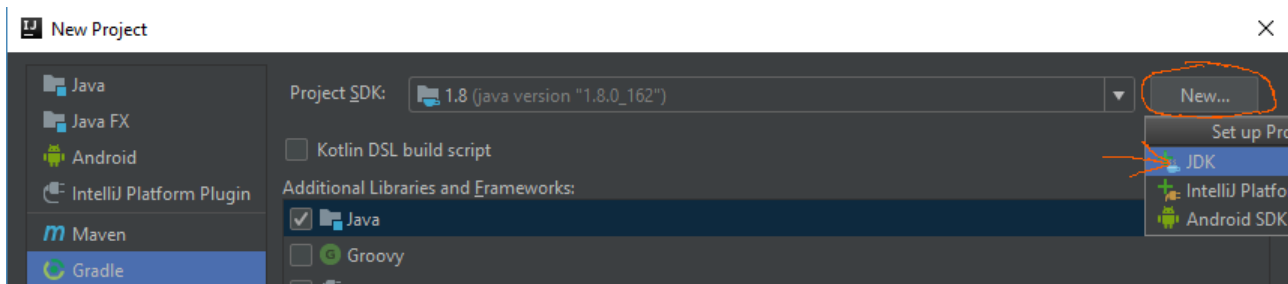 New Project
Java
Java FX
Android
IntelliJ Platform Plugin
Maven
Gradle
Project SDK:
1.8 (java version "1.8.0_162")
New...
Kotlin DSL build script
Additional Libraries and Frameworks:
Java
Groovy
Set up Pro
JDK
IntelliJ Platfo
Android SDK